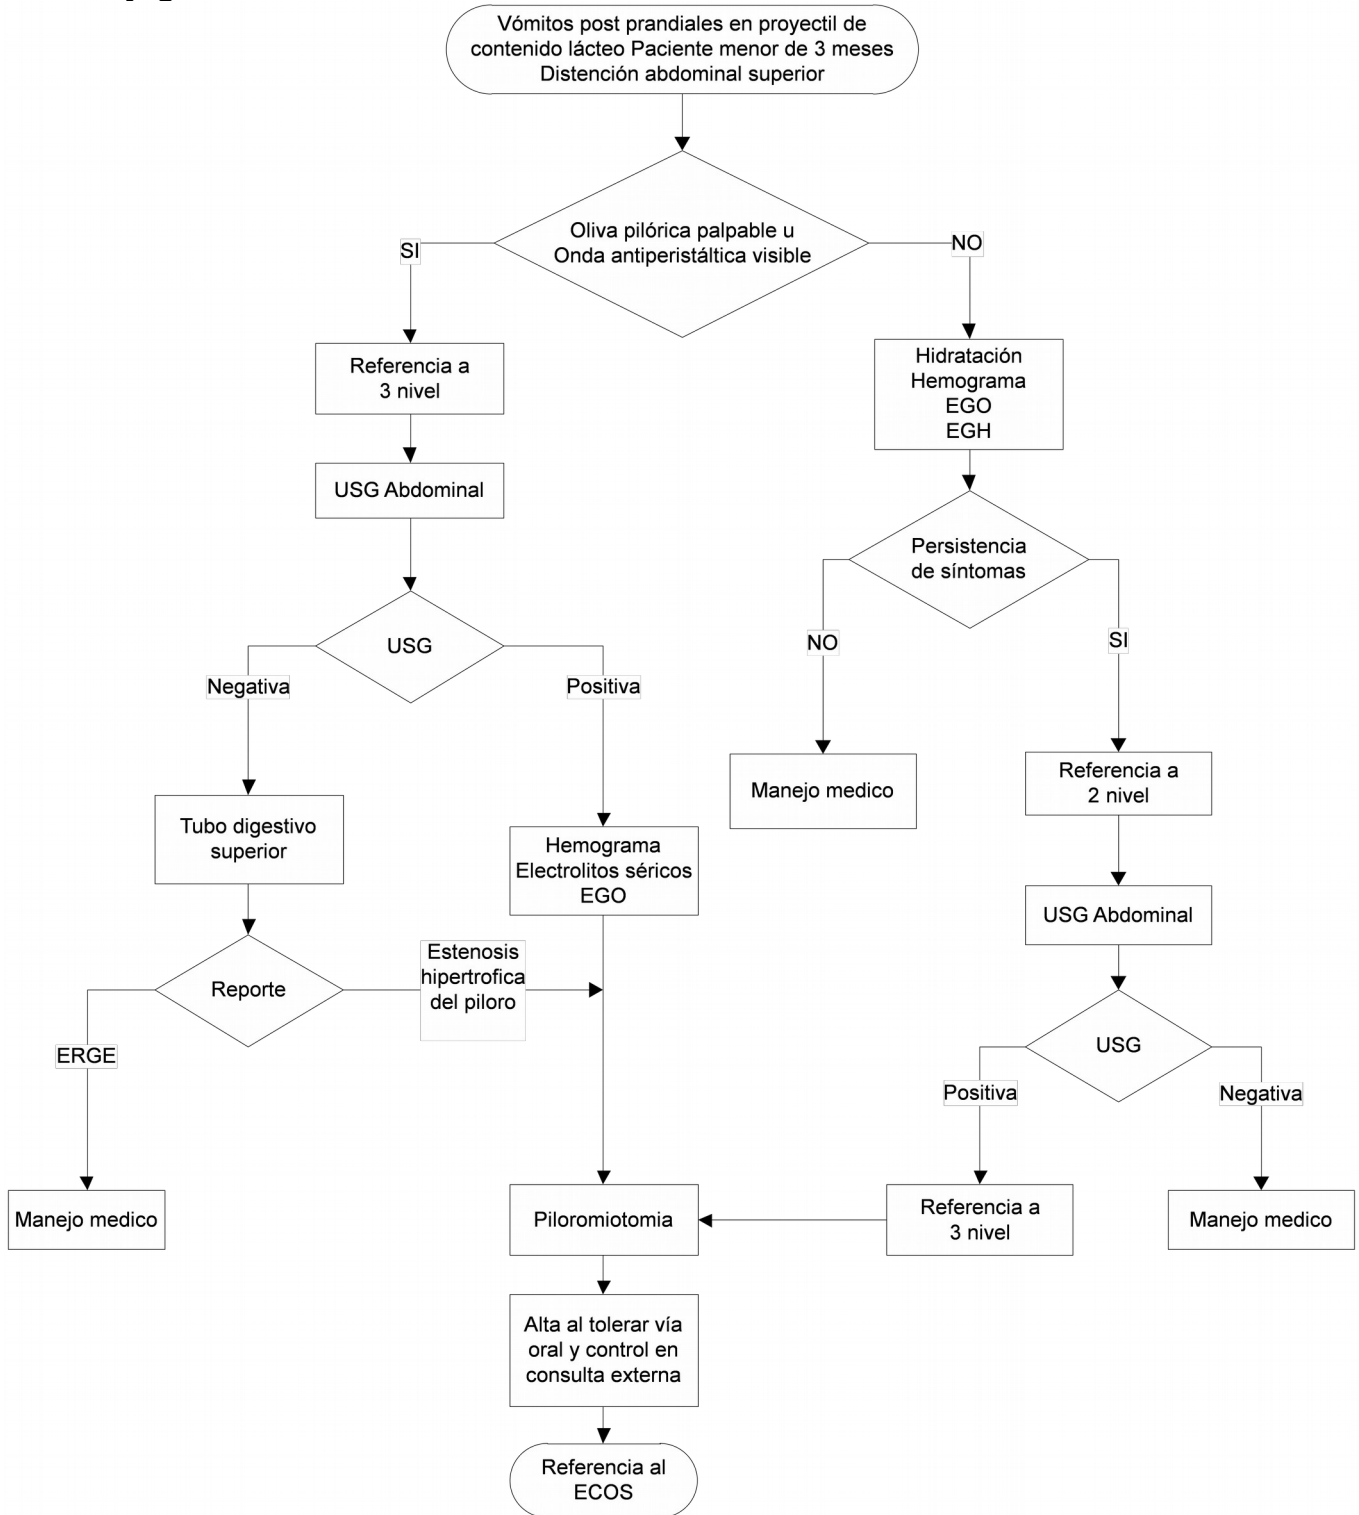 Vómitos post prandiales en proyectil de
contenido lácteo Paciente menor de 3 meses
Distención abdominal superior
Oliva pilórica palpable u
Onda antiperistáltica visible
SI
NO
Referencia a
3 nivel
Hidratación
Hemograma
EGO
EGH
USG Abdominal
Persistencia
de síntomas
USG
NO
SI
Negativa
Positiva
Manejo medico
Referencia a
2 nivel
Tubo digestivo
superior
Hemograma
Electrolitos séricos
EGO
USG Abdominal
Reporte
Estenosis
hipertrofica
del piloro
ERGE
USG
Positiva
Negativa
Manejo medico
Piloromiotomia
Referencia a
3 nivel
Manejo medico
Alta al tolerar vía
oral y control en
consulta externa
Referencia al
ECOS